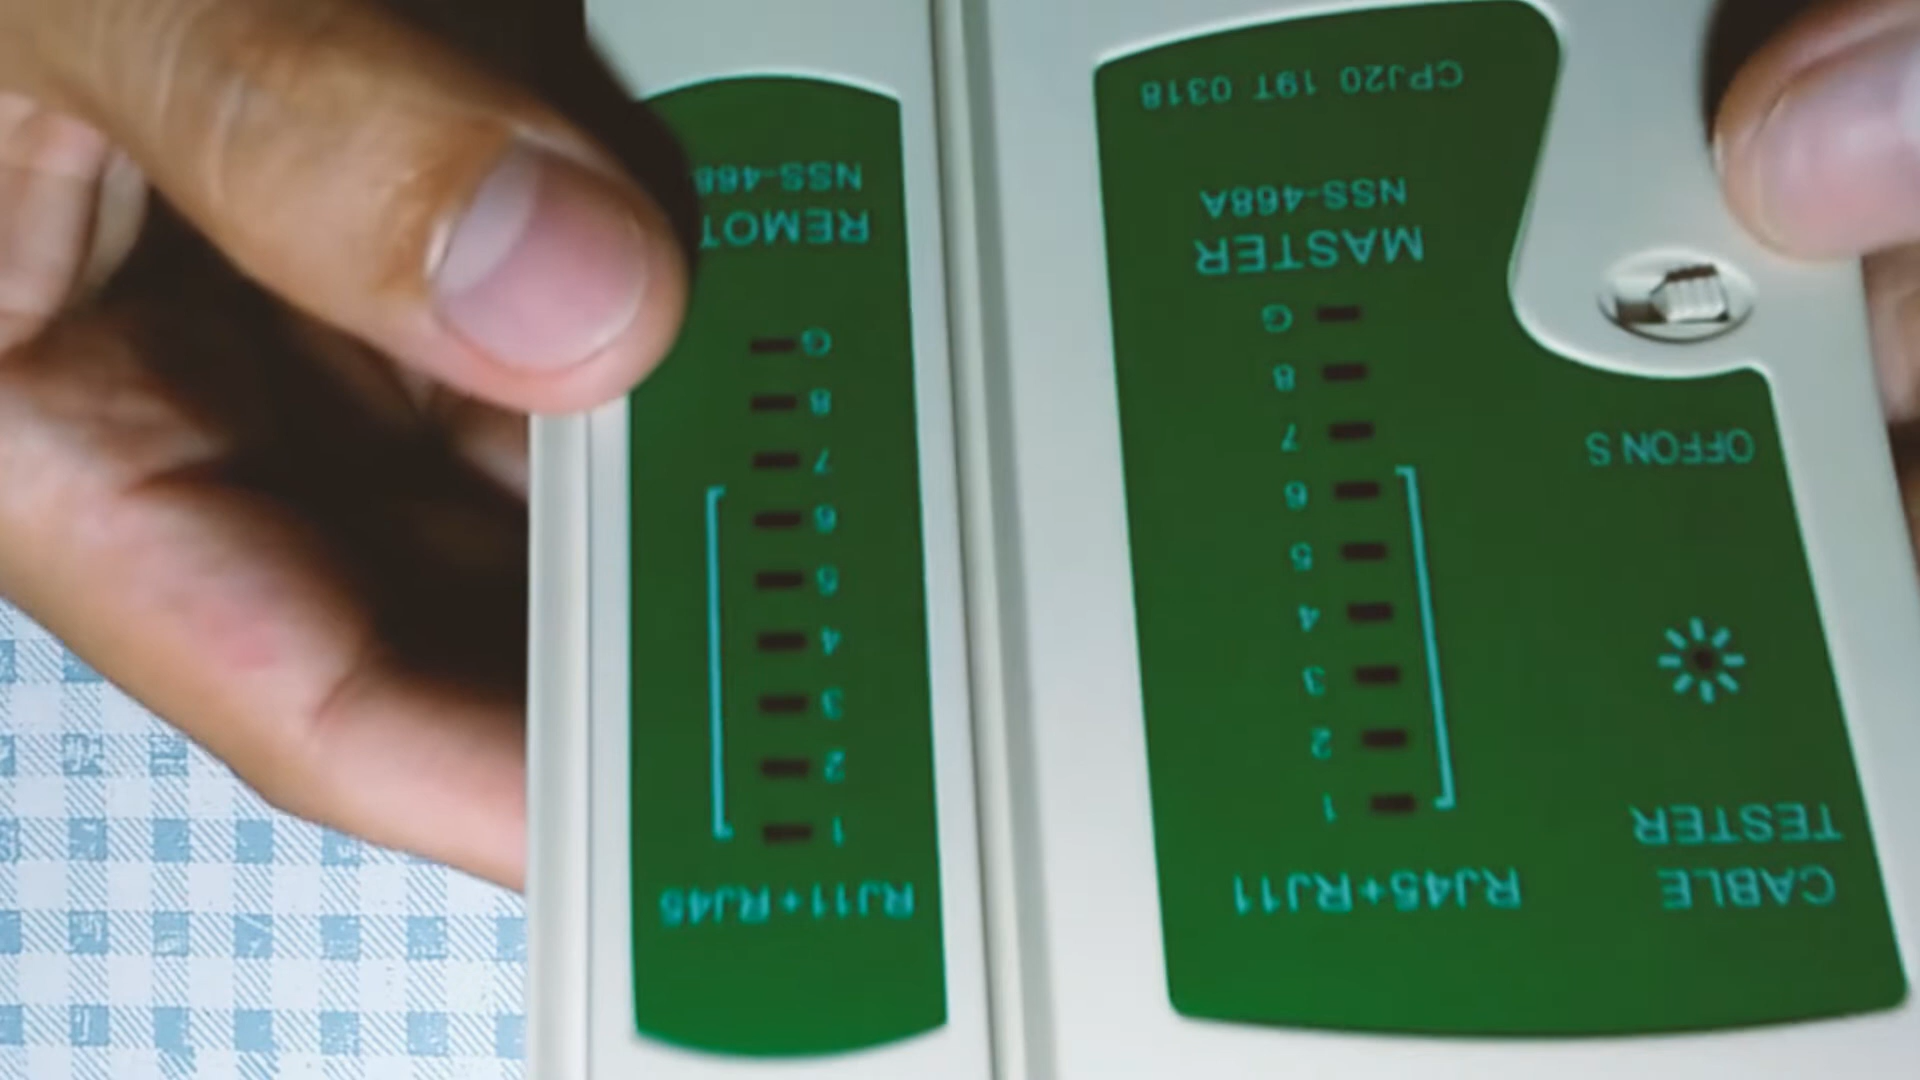 CABLE
TESTER
OFFON S
RJ45+RJ11
1
2
3
4
5
6
7
8
G
MASTER
NSS-468A
CPJ20 19T 0318
RJ11+RJ45
1
2
3
4
5
6
7
8
G
REMOT
NSS-468